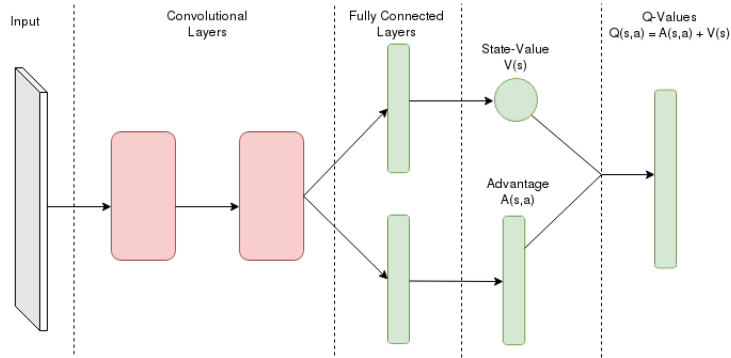 Input
Convolutional
Layers
Fully Connected
Layers
State-Value
V(s)
Q-Values
Q(s,a) = A(s,a) + V(s)
Advantage
A(s,a)